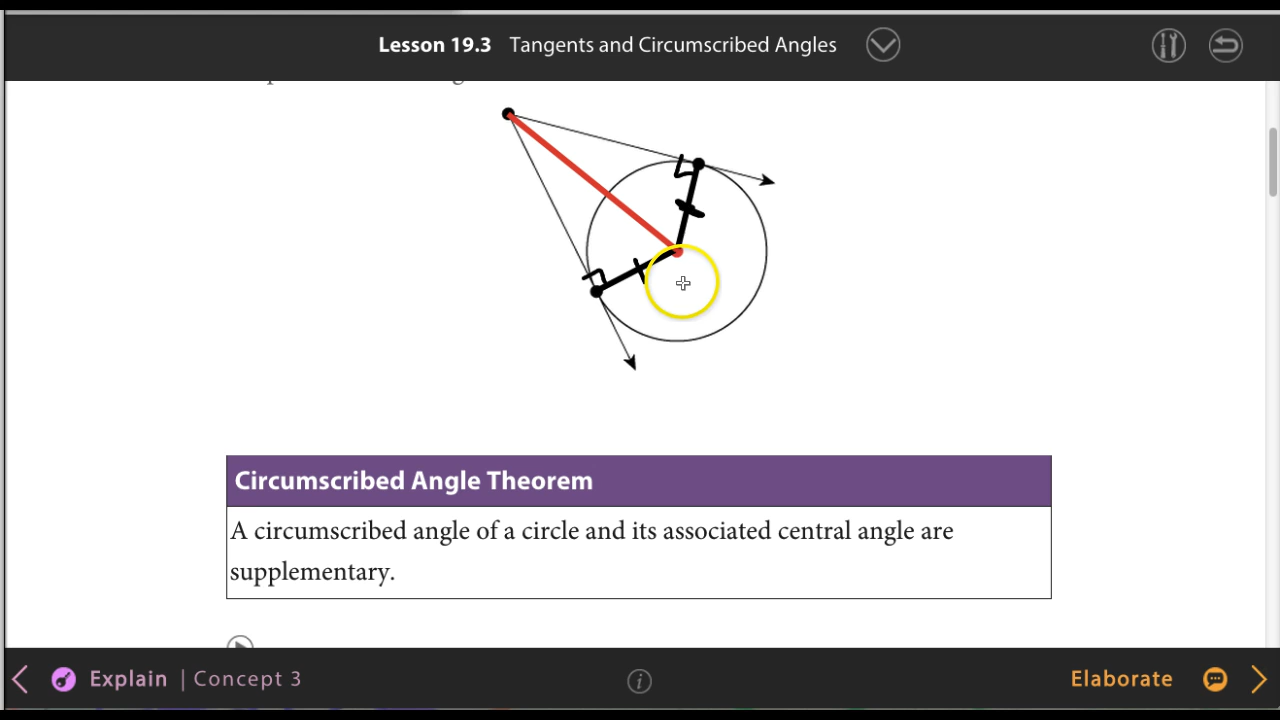 Lesson 19.3 Tangents and Circumscribed Angles
Circumscribed Angle Theorem
A circumscribed angle of a circle and its associated central angle are
supplementary.
Explain | Concept 3
i
Elaborate